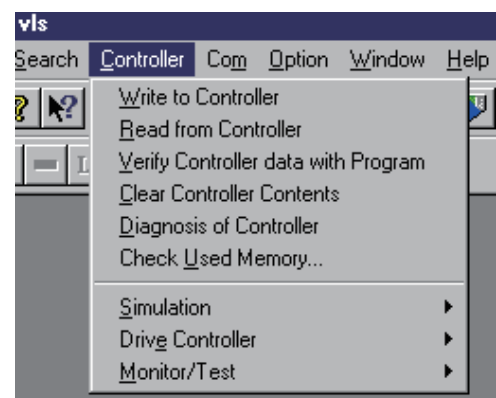 vls
Search Controller Com Option Window Help
Write to Controller
Read from Controller
Verify Controller data with Program
Clear Controller Contents
Diagnosis of Controller
Check Used Memory...
Simulation
Drive Controller
Monitor/Test